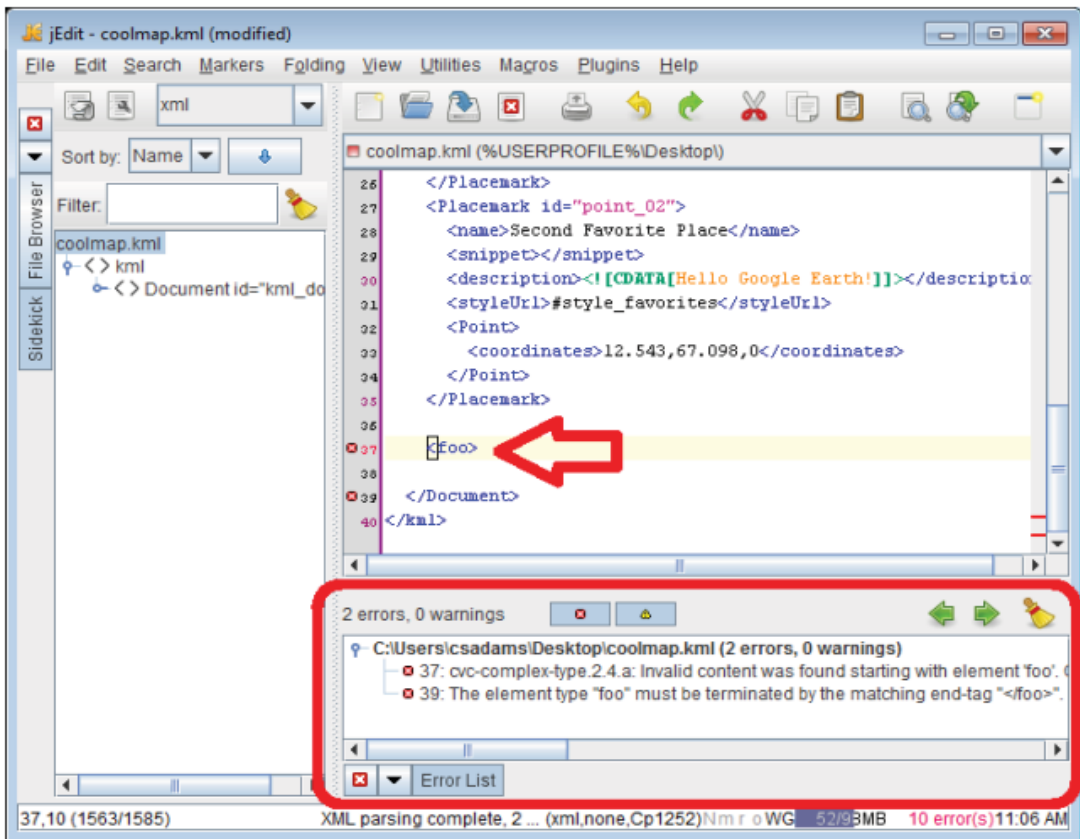 jEdit - coolmap.kml (modified)
File Edit Search Markers Folding View Utilities Macros Plugins Help
xml
Sort by: Name
Filter:
File Browser
Sidekick
coolmap.kml
< > kml
< > Document id="kml_do
coolmap.kml (%USERPROFILE%\Desktop\)
26 </Placemark>
27 <Placemark id="point_02">
28 <name>Second Favorite Place</name>
29 <snippet></snippet>
30 <description><![CDATA[Hello Google Earth!]]></descriptio
31 <styleUrl>#style_favorites</styleUrl>
32 <Point>
33 <coordinates>12.543,67.098,0</coordinates>
34 </Point>
35 </Placemark>
36
37 <foo>
38
39 </Document>
40 </kml>
2 errors, 0 warnings
C:\Users\csadams\Desktop\coolmap.kml (2 errors, 0 warnings)
37: cvc-complex-type.2.4.a: Invalid content was found starting with element 'foo'.
39: The element type "foo" must be terminated by the matching end-tag "</foo>".
Error List
37,10 (1563/1585) XML parsing complete, 2 ... (xml,none,Cp1252) N m r o WG 52/93MB 10 error(s) 11:06 AM